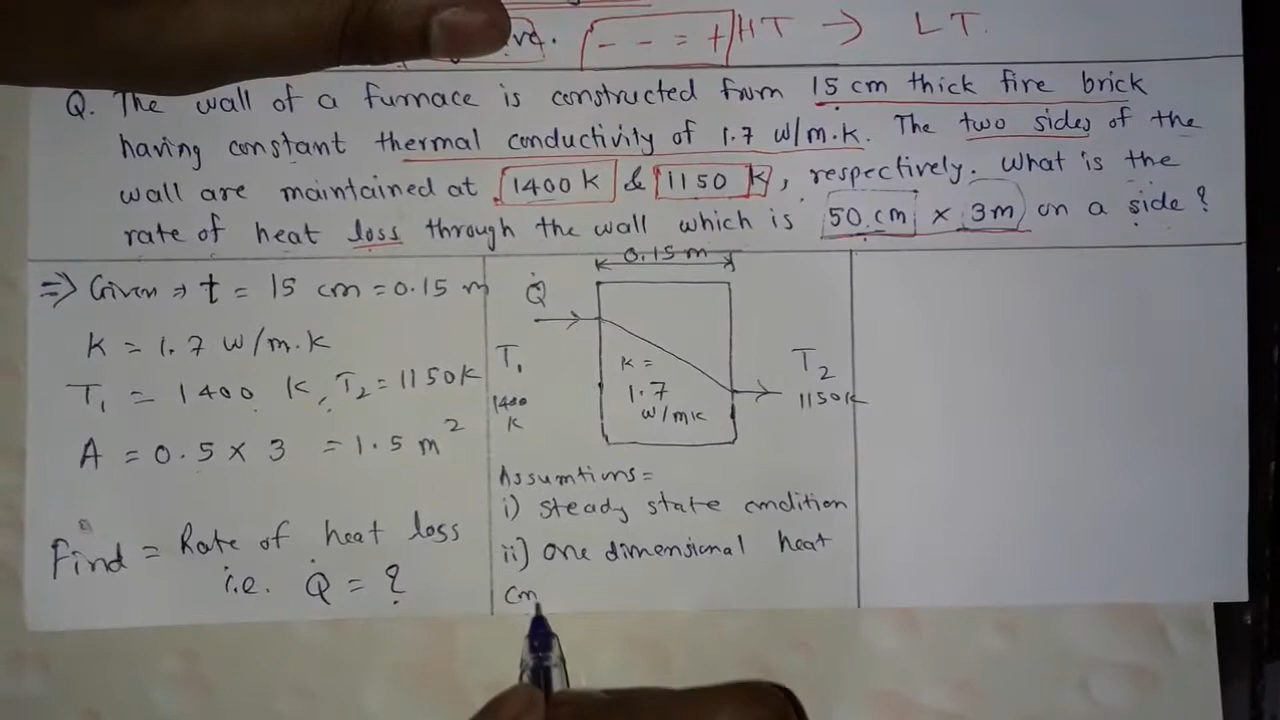 - - = + HT → LT.
Q. The wall of a furnace is constructed from 15 cm thick fire brick
having constant thermal conductivity of 1.7 W/m.K. The two sides of the
wall are maintained at 1400 K & 1150 K, respectively. What is the
rate of heat loss through the wall which is 50 cm × 3m on a side?
⇒ Given → t = 15 cm = 0.15 m
K = 1.7 W/m.K
T1 = 1400 K, T2 = 1150K
A = 0.5 × 3 = 1.5 m²
Find = Rate of heat loss
i.e. Q̇ = ?
0.15 m
Q̇
T1
1400
K
K =
1.7
W/mK
T2
1150K
Assumtions =
i) steady state condition
ii) one dimensional heat
con